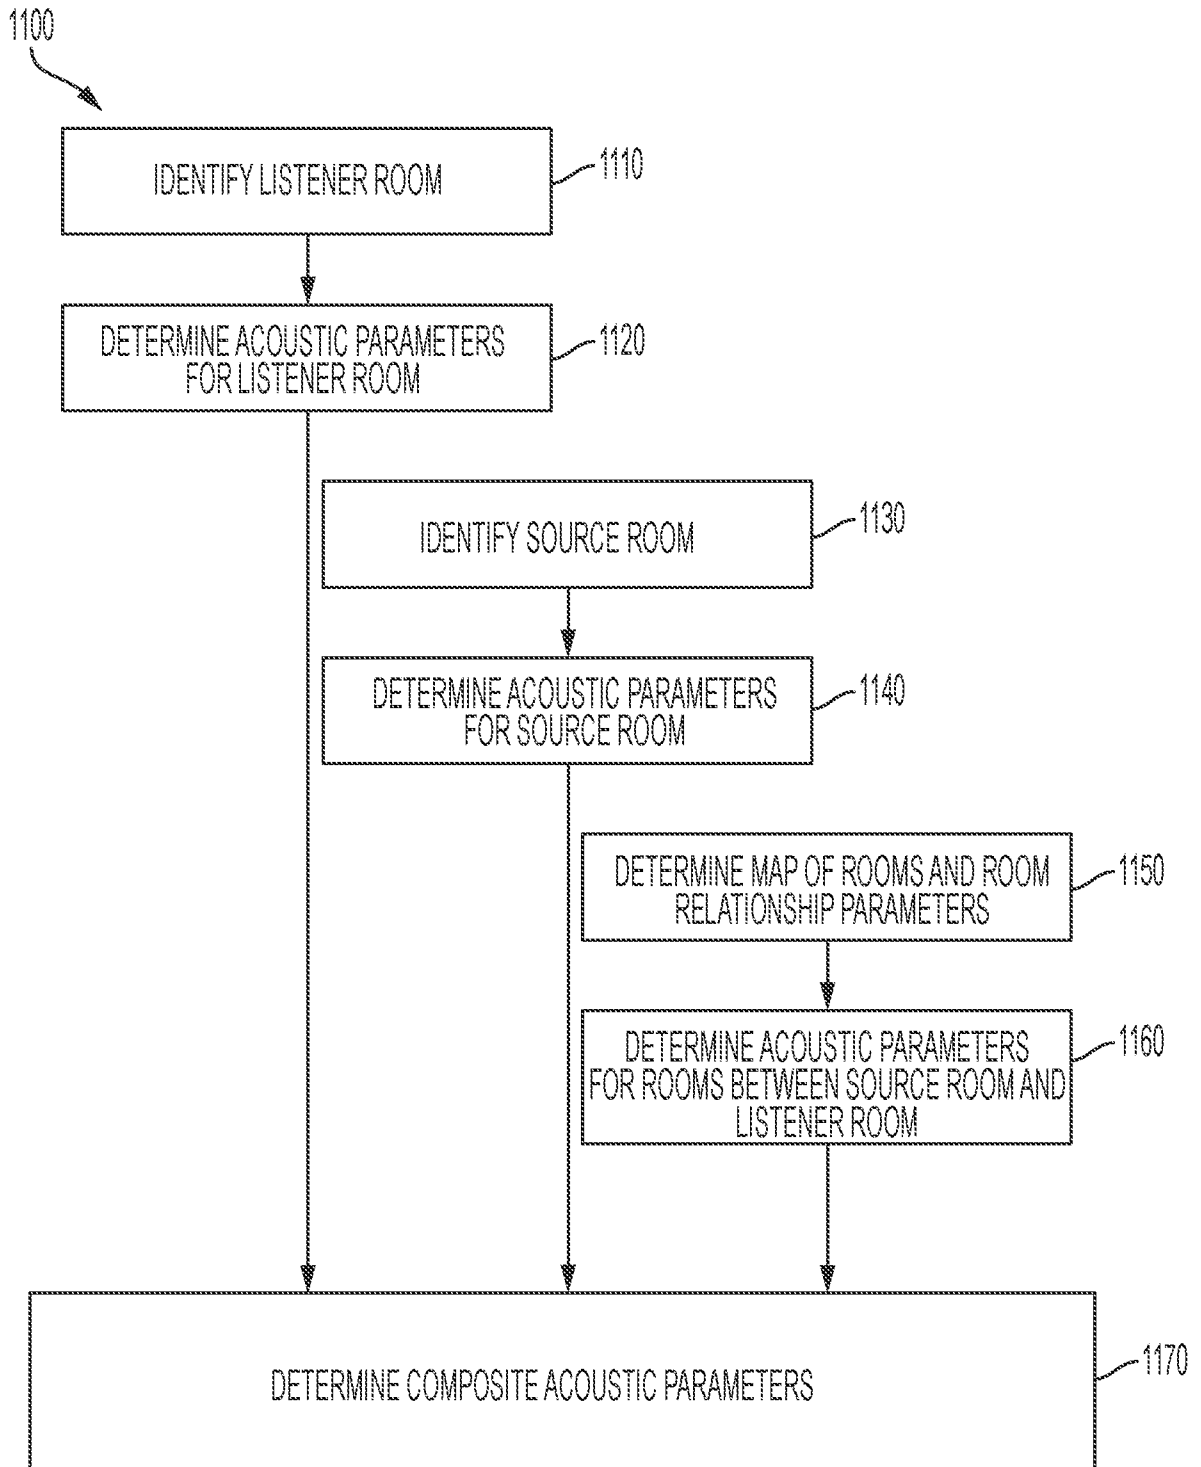 1100
IDENTIFY LISTENER ROOM
1110
DETERMINE ACOUSTIC PARAMETERS
FOR LISTENER ROOM
1120
IDENTIFY SOURCE ROOM
1130
DETERMINE ACOUSTIC PARAMETERS
FOR SOURCE ROOM
1140
DETERMINE MAP OF ROOMS AND ROOM
RELATIONSHIP PARAMETERS
1150
DETERMINE ACOUSTIC PARAMETERS
FOR ROOMS BETWEEN SOURCE ROOM AND
LISTENER ROOM
1160
DETERMINE COMPOSITE ACOUSTIC PARAMETERS
1170